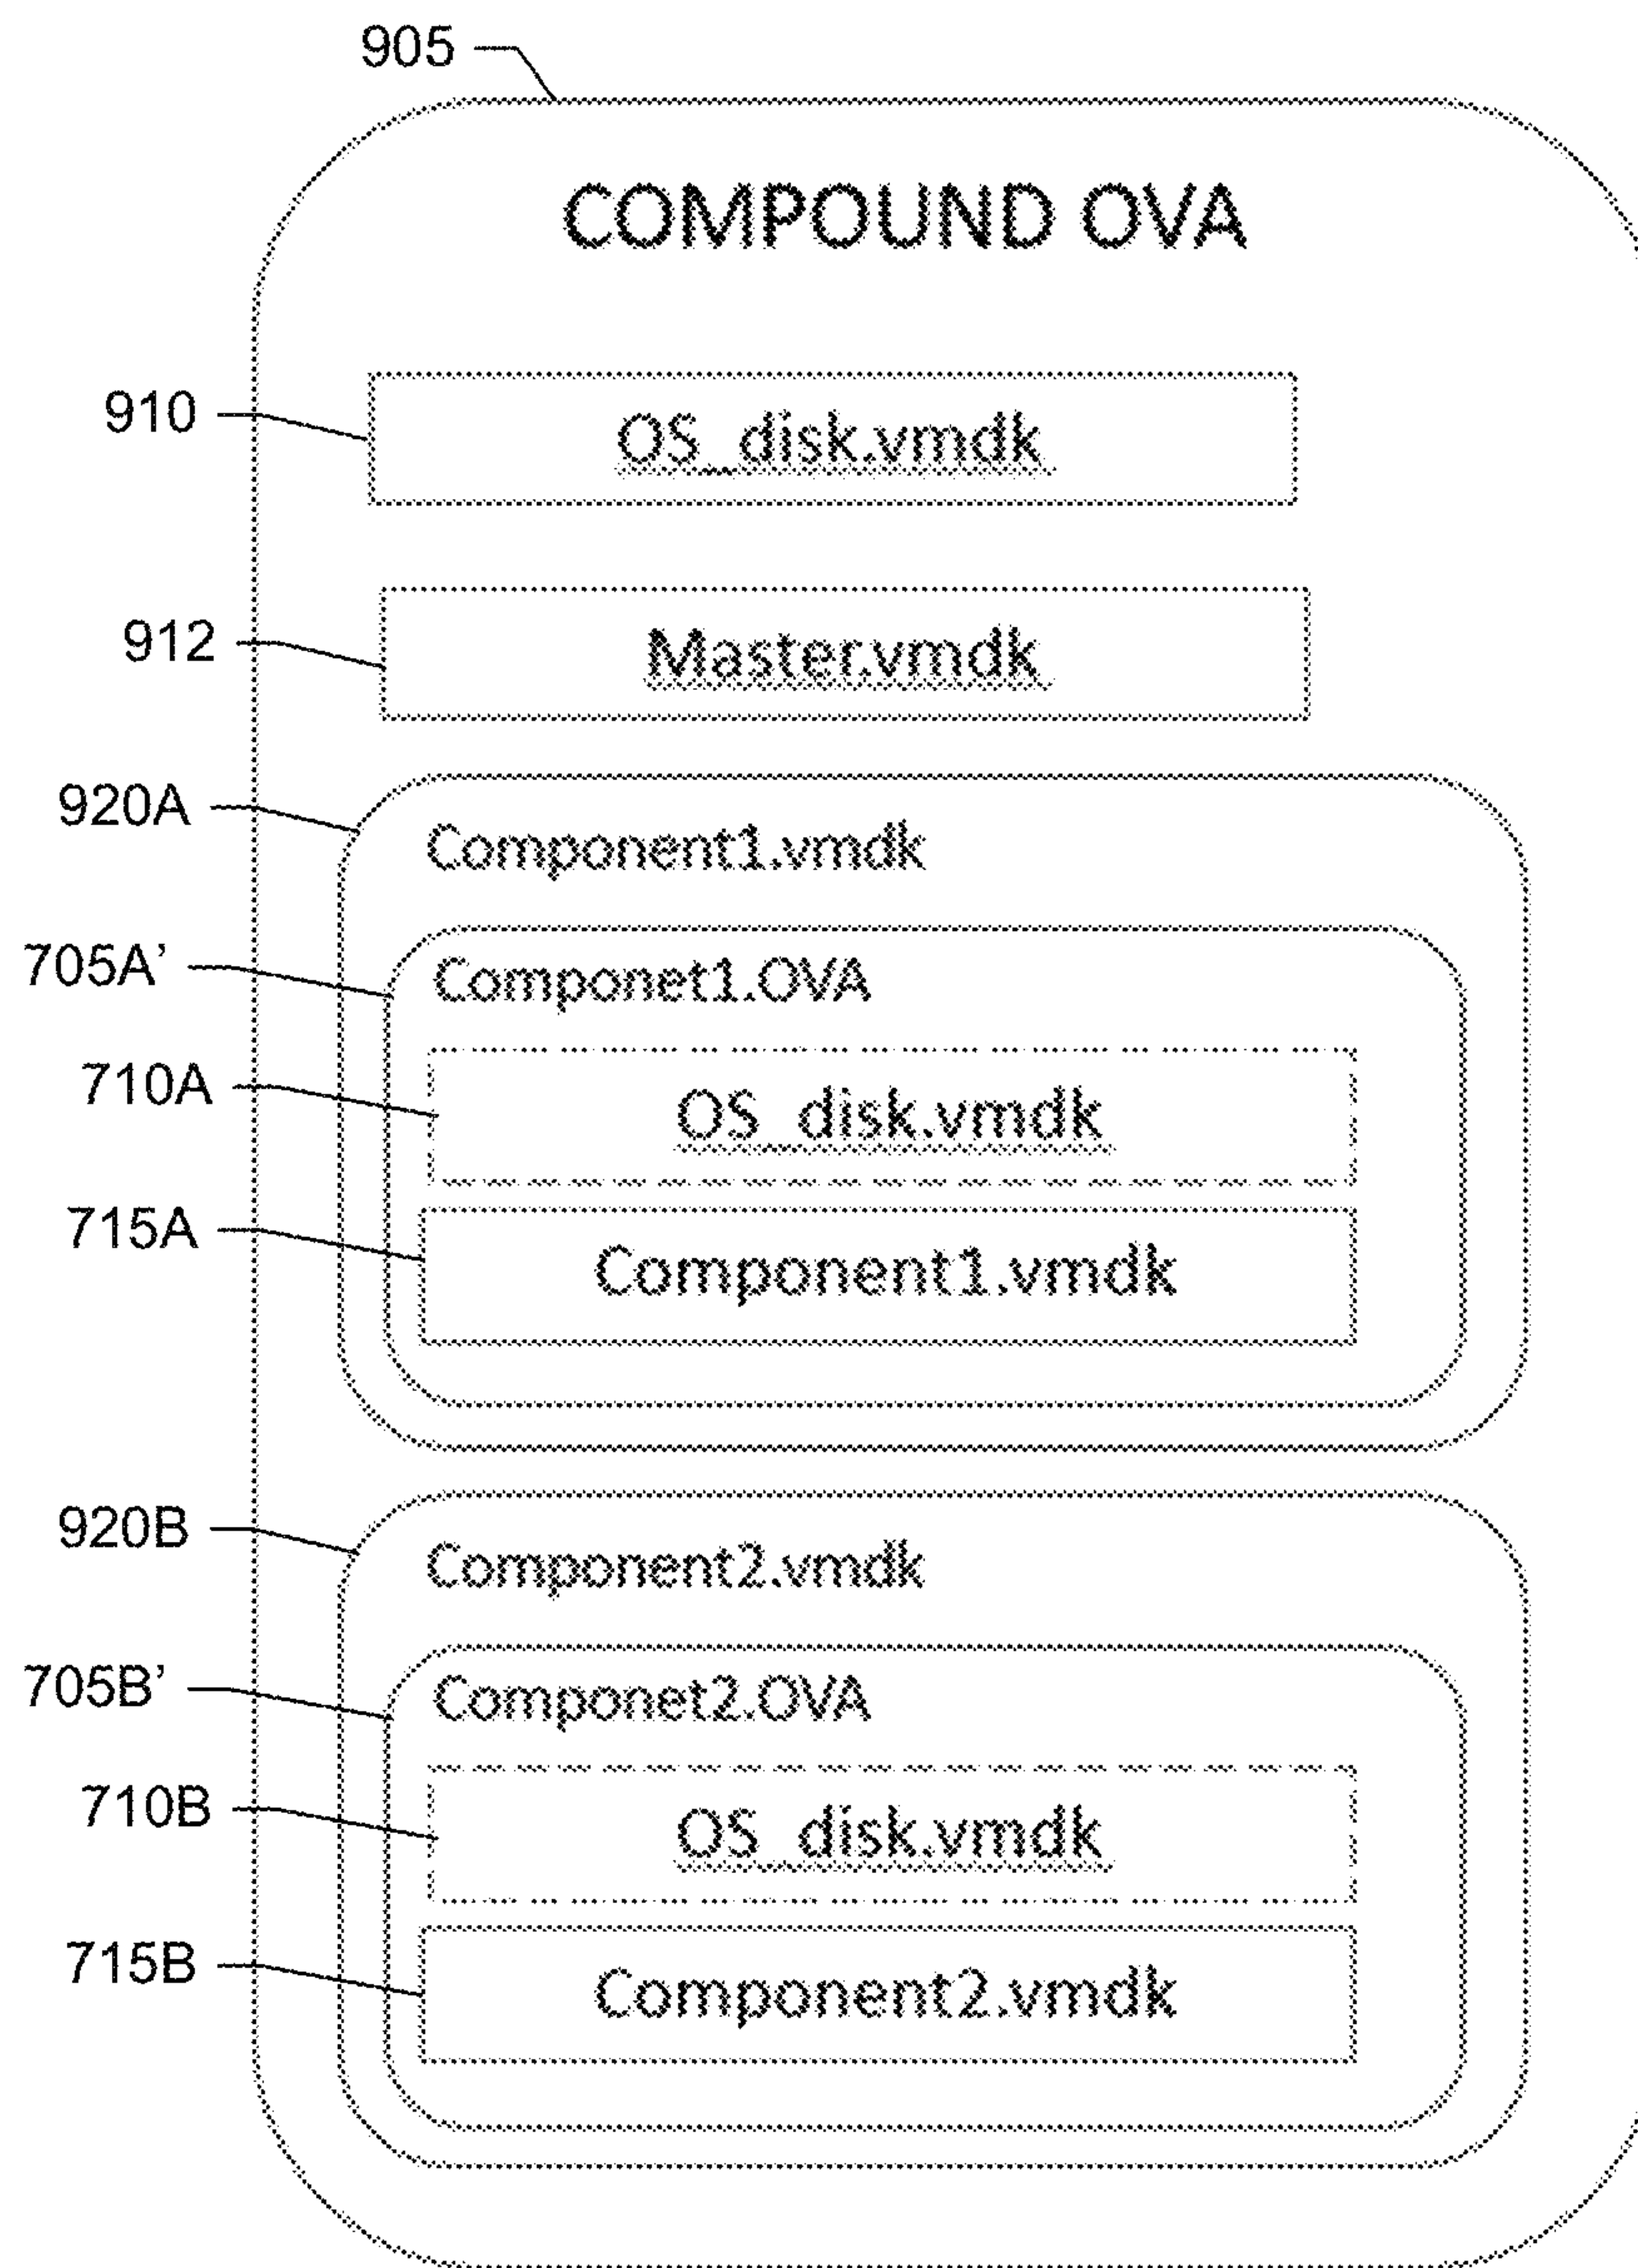 905
COMPOUND OVA
910
OS_disk.vmdk
912
Master.vmdk
920A
Component1.vmdk
705A’
Componet1.OVA
710A
OS_disk.vmdk
715A
Component1.vmdk
920B
Component2.vmdk
705B’
Componet2.OVA
710B
OS_disk.vmdk
715B
Component2.vmdk